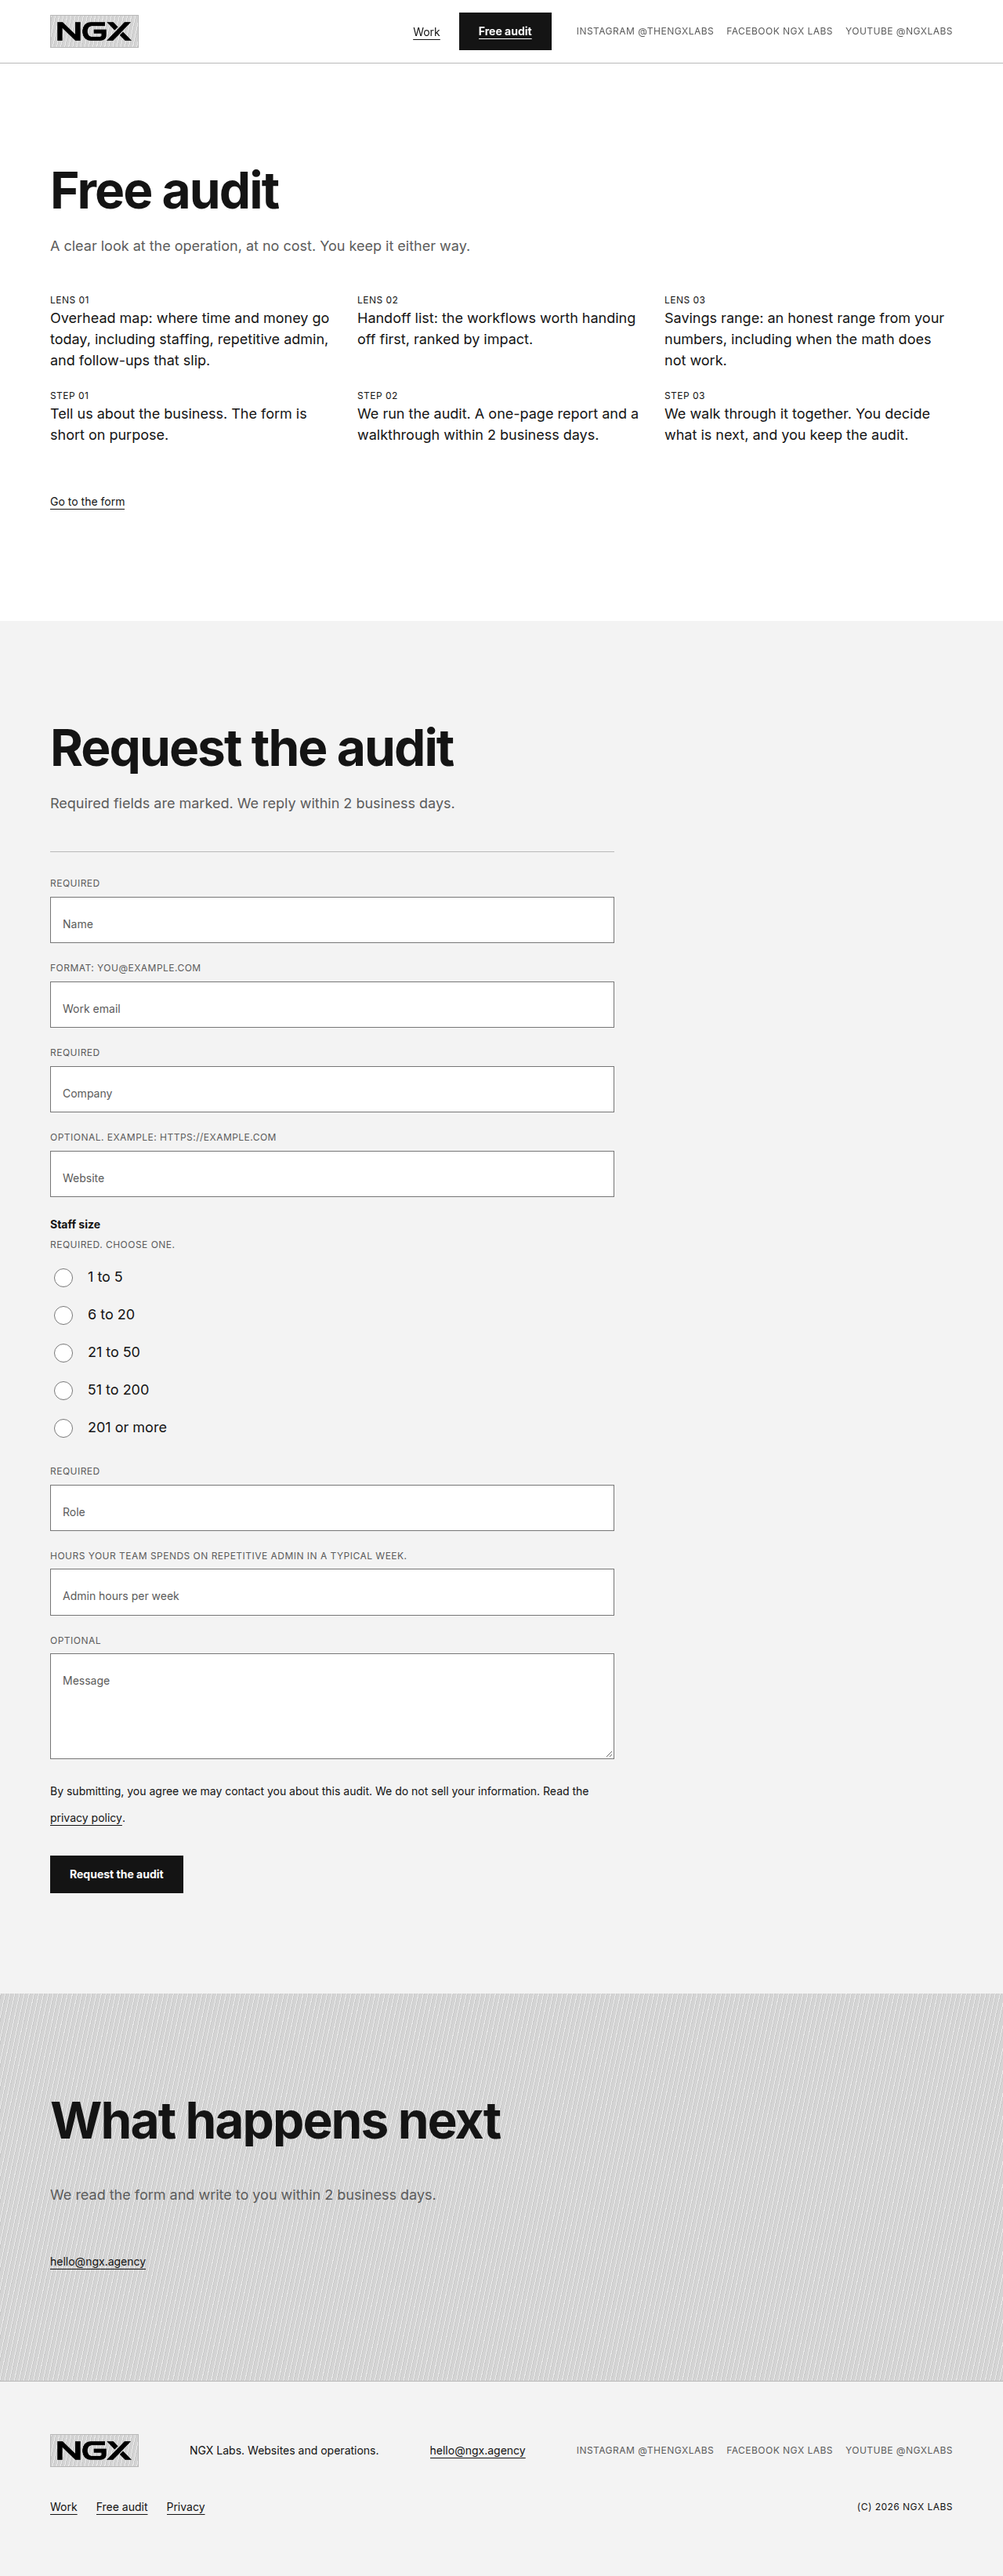 NGX
Work
Free audit
INSTAGRAM @THENGXLABS
FACEBOOK NGX LABS
YOUTUBE @NGXLABS
Free audit
A clear look at the operation, at no cost. You keep it either way.
LENS 01
Overhead map: where time and money go
today, including staffing, repetitive admin,
and follow-ups that slip.
LENS 02
Handoff list: the workflows worth handing
off first, ranked by impact.
LENS 03
Savings range: an honest range from your
numbers, including when the math does
not work.
STEP 01
Tell us about the business. The form is
short on purpose.
STEP 02
We run the audit. A one-page report and a
walkthrough within 2 business days.
STEP 03
We walk through it together. You decide
what is next, and you keep the audit.
Go to the form
Request the audit
Required fields are marked. We reply within 2 business days.
REQUIRED
Name
FORMAT: YOU@EXAMPLE.COM
Work email
REQUIRED
Company
OPTIONAL. EXAMPLE: HTTPS://EXAMPLE.COM
Website
Staff size
REQUIRED. CHOOSE ONE.
1 to 5
6 to 20
21 to 50
51 to 200
201 or more
REQUIRED
Role
HOURS YOUR TEAM SPENDS ON REPETITIVE ADMIN IN A TYPICAL WEEK.
Admin hours per week
OPTIONAL
Message
By submitting, you agree we may contact you about this audit. We do not sell your information. Read the
privacy policy.
Request the audit
What happens next
We read the form and write to you within 2 business days.
hello@ngx.agency
NGX
NGX Labs. Websites and operations.
hello@ngx.agency
INSTAGRAM @THENGXLABS
FACEBOOK NGX LABS
YOUTUBE @NGXLABS
Work
Free audit
Privacy
(C) 2026 NGX LABS